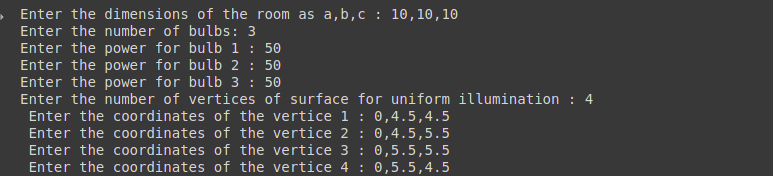 Enter the dimensions of the room as a,b,c : 10,10,10
Enter the number of bulbs: 3
Enter the power for bulb 1 : 50
Enter the power for bulb 2 : 50
Enter the power for bulb 3 : 50
Enter the number of vertices of surface for uniform illumination : 4
Enter the coordinates of the vertice 1 : 0,4.5,4.5
Enter the coordinates of the vertice 2 : 0,4.5,5.5
Enter the coordinates of the vertice 3 : 0,5.5,5.5
Enter the coordinates of the vertice 4 : 0,5.5,4.5